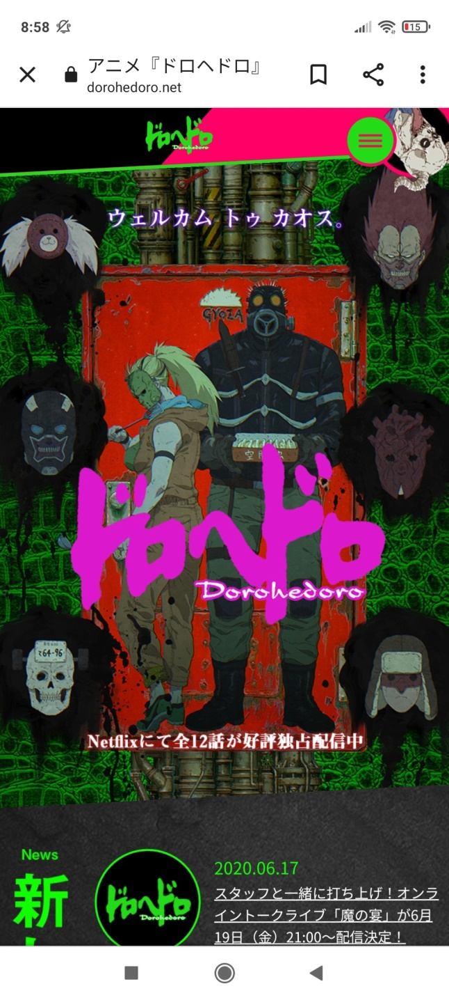 8:58
15
アニメ『ドロヘドロ』
dorohedoro.net
ドロヘドロ
Dorohedoro
ウェルカム トゥ カオス。
GYOZA
ドロヘドロ
Dorohedoro
て64-96
Netflixにて全12話が好評独占配信中
News
新
ドロヘドロ
Dorohedoro
2020.06.17
スタッフと一緒に打ち上げ！オンラ
イントークライブ「魔の宴」が6月
19日（金）21:00〜配信決定！